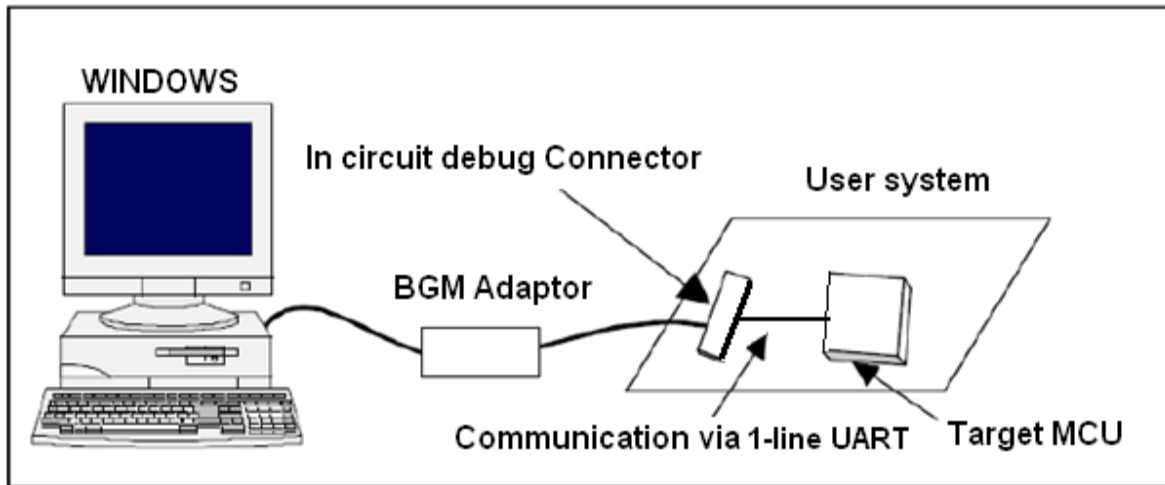 WINDOWS
In circuit debug Connector
User system
BGM Adaptor
Communication via 1-line UART
Target MCU